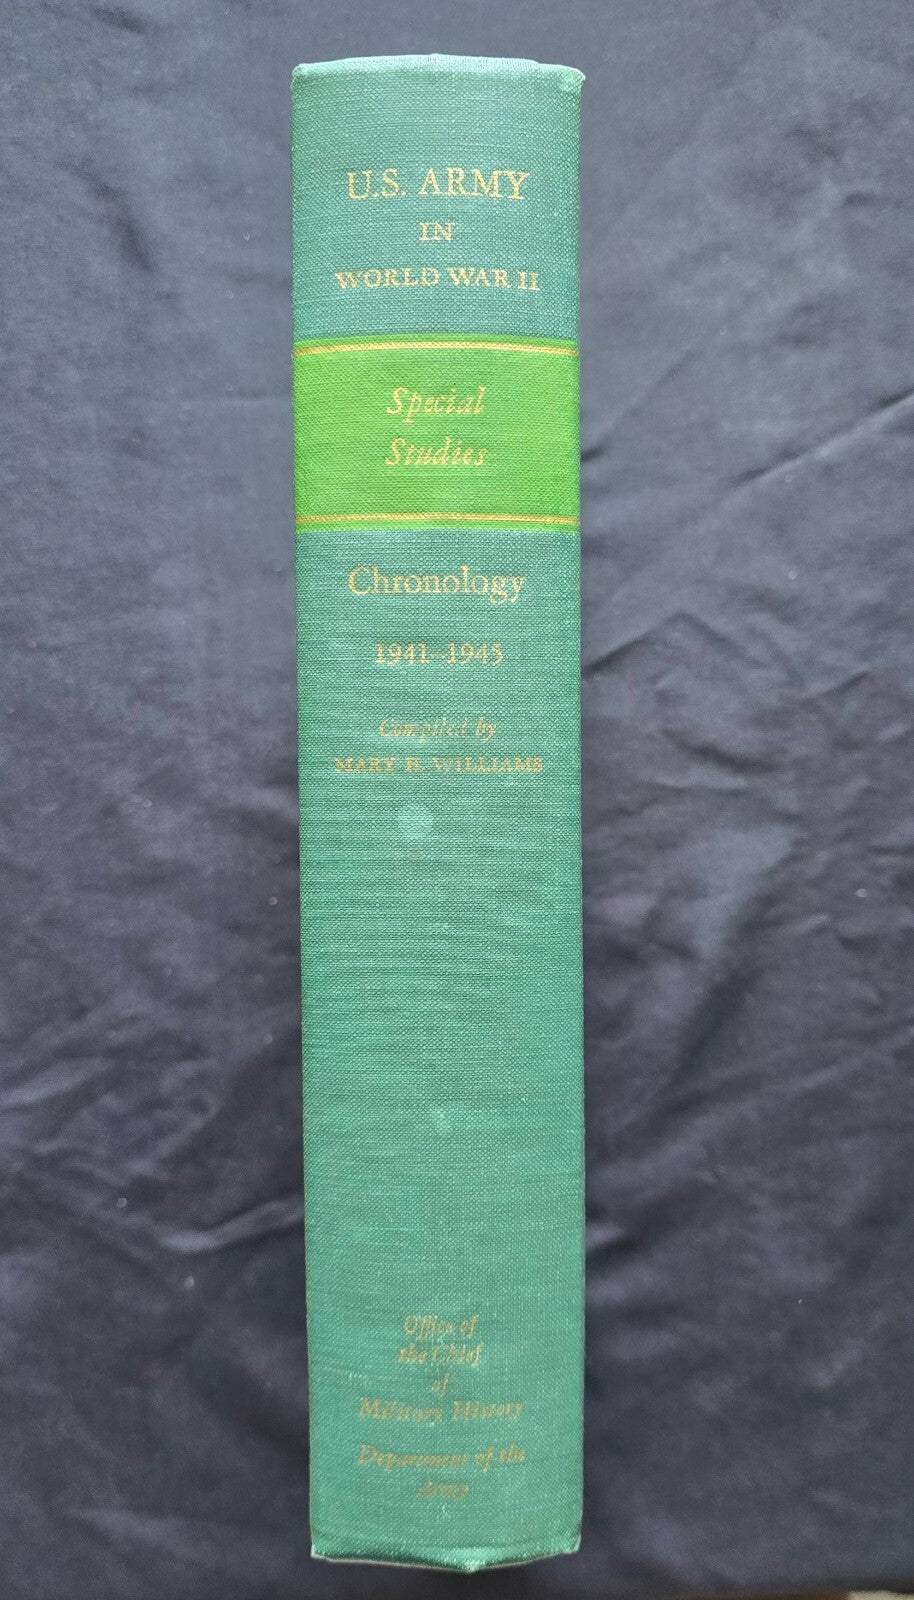 U.S. ARMY
IN
WORLD WAR II
Special
Studies
Chronology
1941–1945
Compiled by
MARY H. WILLIAMS
Office of
the Chief
of
Military History
Department of the
Army